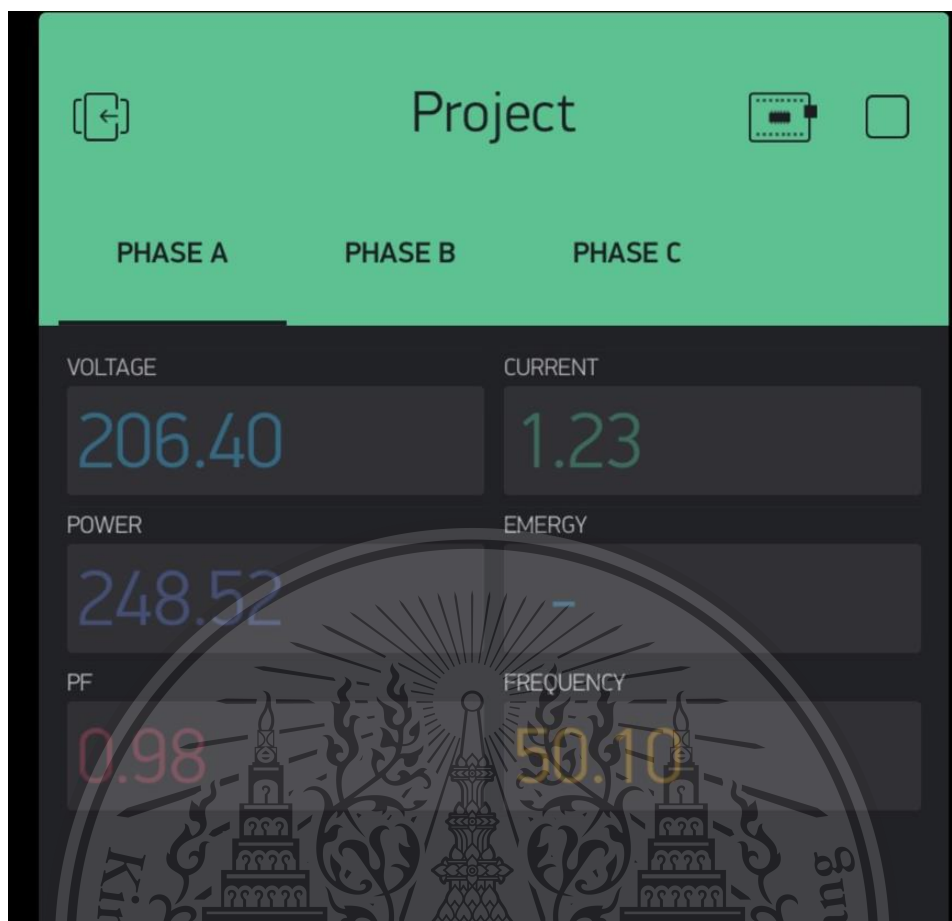 Project
PHASE A PHASE B PHASE C
VOLTAGE CURRENT
206.40 1.23
POWER EMERGY
248.52 -
PF FREQUENCY
0.98 50.10